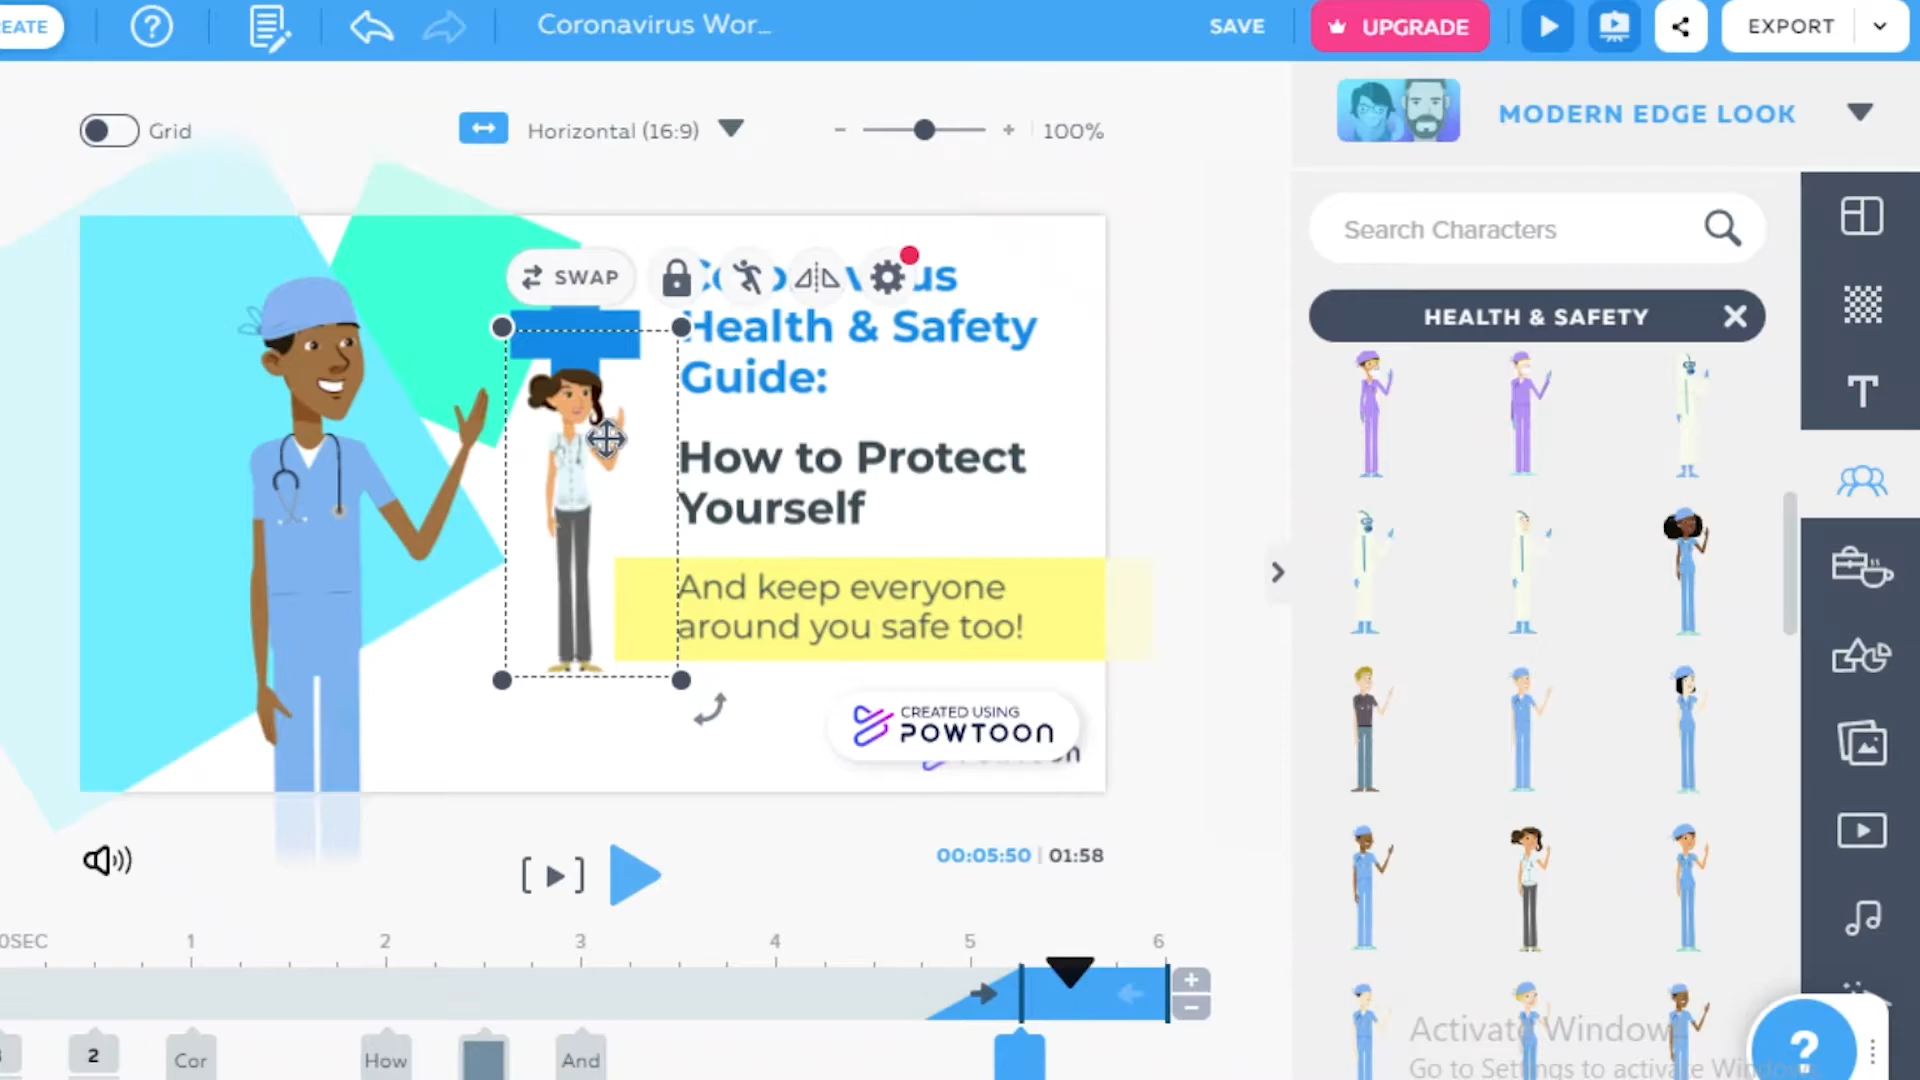 EATE
Coronavirus Wor...
SAVE
UPGRADE
EXPORT
Grid
Horizontal (16:9)
100%
MODERN EDGE LOOK
Search Characters
HEALTH & SAFETY
SWAP
Health & Safety
Guide:
How to Protect
Yourself
And keep everyone
around you safe too!
CREATED USING
POWTOON
00:05:50 | 01:58
0SEC 1 2 3 4 5 6
2
Cor
How
And
Activate Window
Go to Settings to activate Win
?